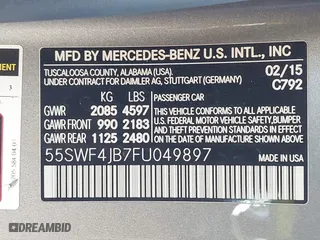 MFD BY MERCEDES-BENZ U.S. INTL., INC
TUSCALOOSA COUNTY, ALABAMA (USA).
UNDER CONTRACT FOR DAIMLER AG, STUTTGART (GERMANY)
02/15
C792
KG LBS
PASSENGER CAR
GVWR 2085 4597
GAWR FRONT 990 2183
GAWR REAR 1125 2480
THIS VEHICLE CONFORMS TO ALL APPLICABLE
FEDERAL MOTOR VEHICLE SAFETY, BUMPER,
AND THEFT PREVENTION STANDARDS IN EFFECT ON
THE DATE OF MANUFACTURE SHOWN ABOVE.
55SWF4JB7FU049897
© DREAMBID AND IAAI